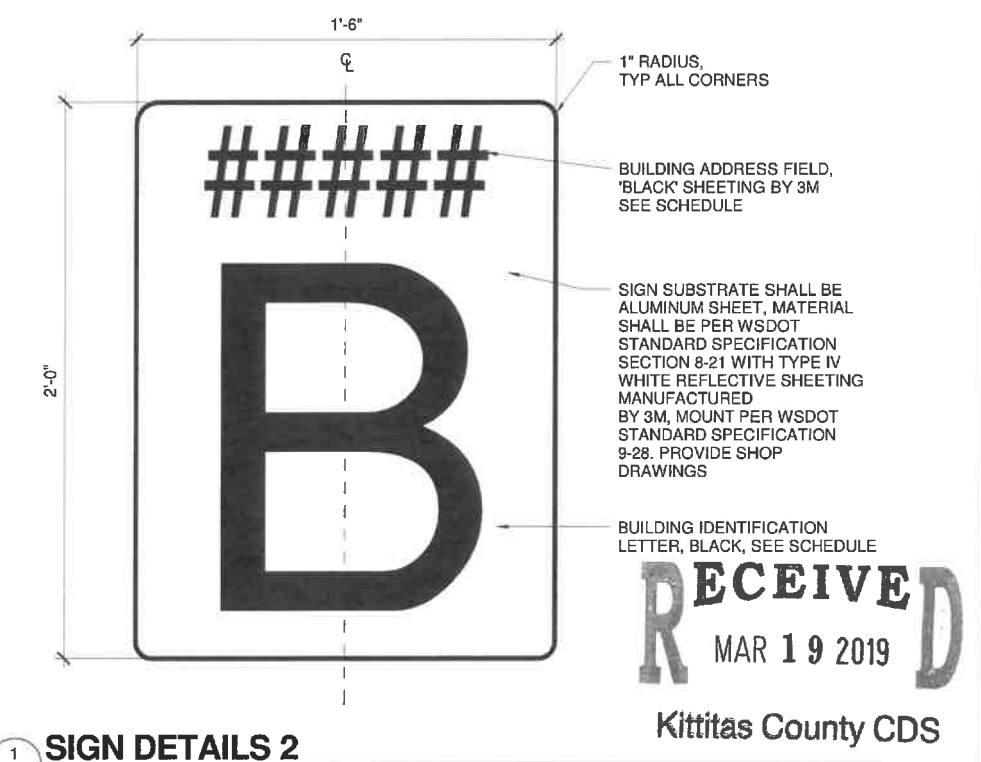 1'-6"
℄
1" RADIUS,
TYP ALL CORNERS
#####
BUILDING ADDRESS FIELD,
'BLACK' SHEETING BY 3M
SEE SCHEDULE
B
2'-0"
SIGN SUBSTRATE SHALL BE
ALUMINUM SHEET, MATERIAL
SHALL BE PER WSDOT
STANDARD SPECIFICATION
SECTION 8-21 WITH TYPE IV
WHITE REFLECTIVE SHEETING
MANUFACTURED
BY 3M, MOUNT PER WSDOT
STANDARD SPECIFICATION
9-28. PROVIDE SHOP
DRAWINGS
BUILDING IDENTIFICATION
LETTER, BLACK, SEE SCHEDULE
RECEIVED
MAR 19 2019
Kittitas County CDS
1 SIGN DETAILS 2